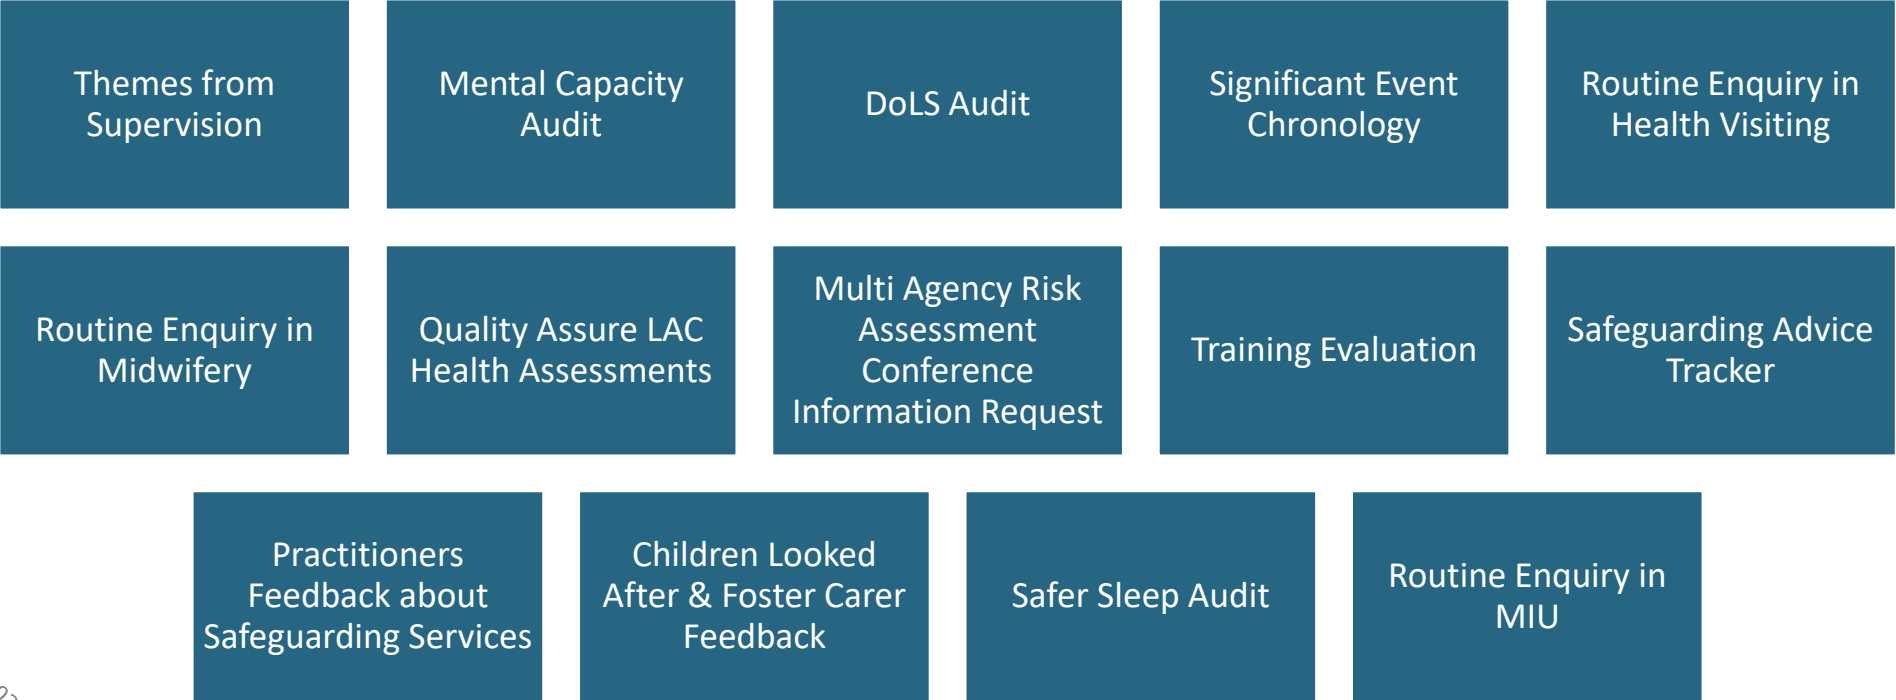 Themes from
Supervision
Mental Capacity
Audit
DoLS Audit
Significant Event
Chronology
Routine Enquiry in
Health Visiting
Routine Enquiry in
Midwifery
Quality Assure LAC
Health Assessments
Multi Agency Risk
Assessment
Conference
Information Request
Training Evaluation
Safeguarding Advice
Tracker
Practitioners
Feedback about
Safeguarding Services
Children Looked
After & Foster Carer
Feedback
Safer Sleep Audit
Routine Enquiry in
MIU